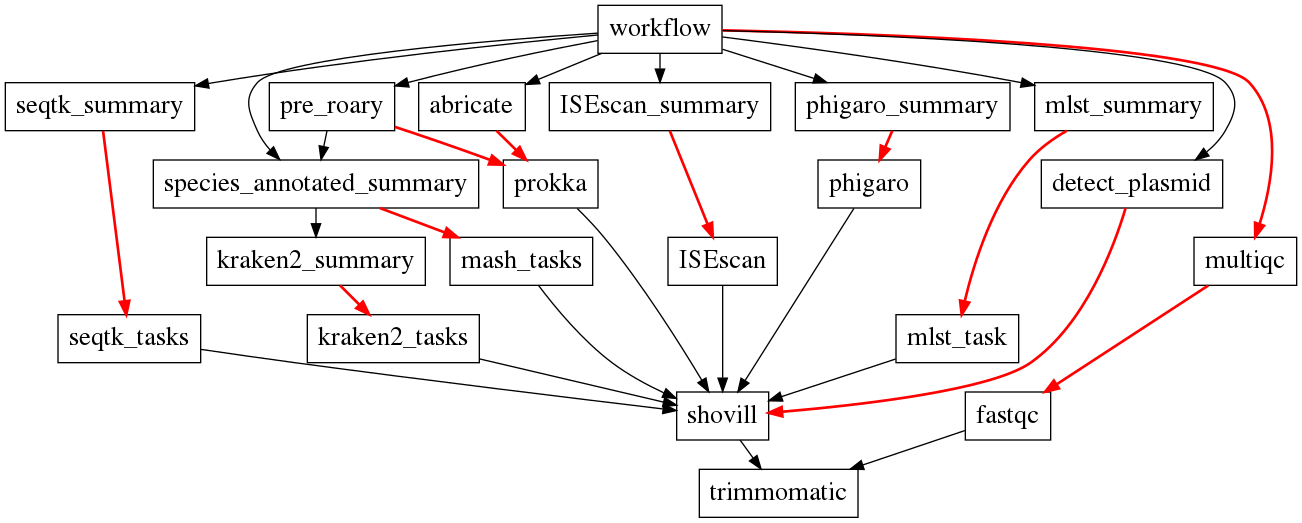 workflow
seqtk_summary
pre_roary
abricate
ISEscan_summary
phigaro_summary
mlst_summary
species_annotated_summary
prokka
phigaro
detect_plasmid
kraken2_summary
mash_tasks
ISEscan
multiqc
seqtk_tasks
kraken2_tasks
mlst_task
shovill
fastqc
trimmomatic